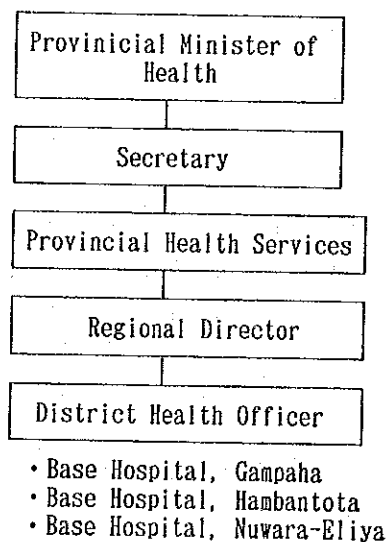 Provinicial Minister of
Health
Secretary
Provincial Health Services
Regional Director
District Health Officer
・Base Hospital, Gampaha
・Base Hospital, Hambantota
・Base Hospital, Nuwara-Eliya